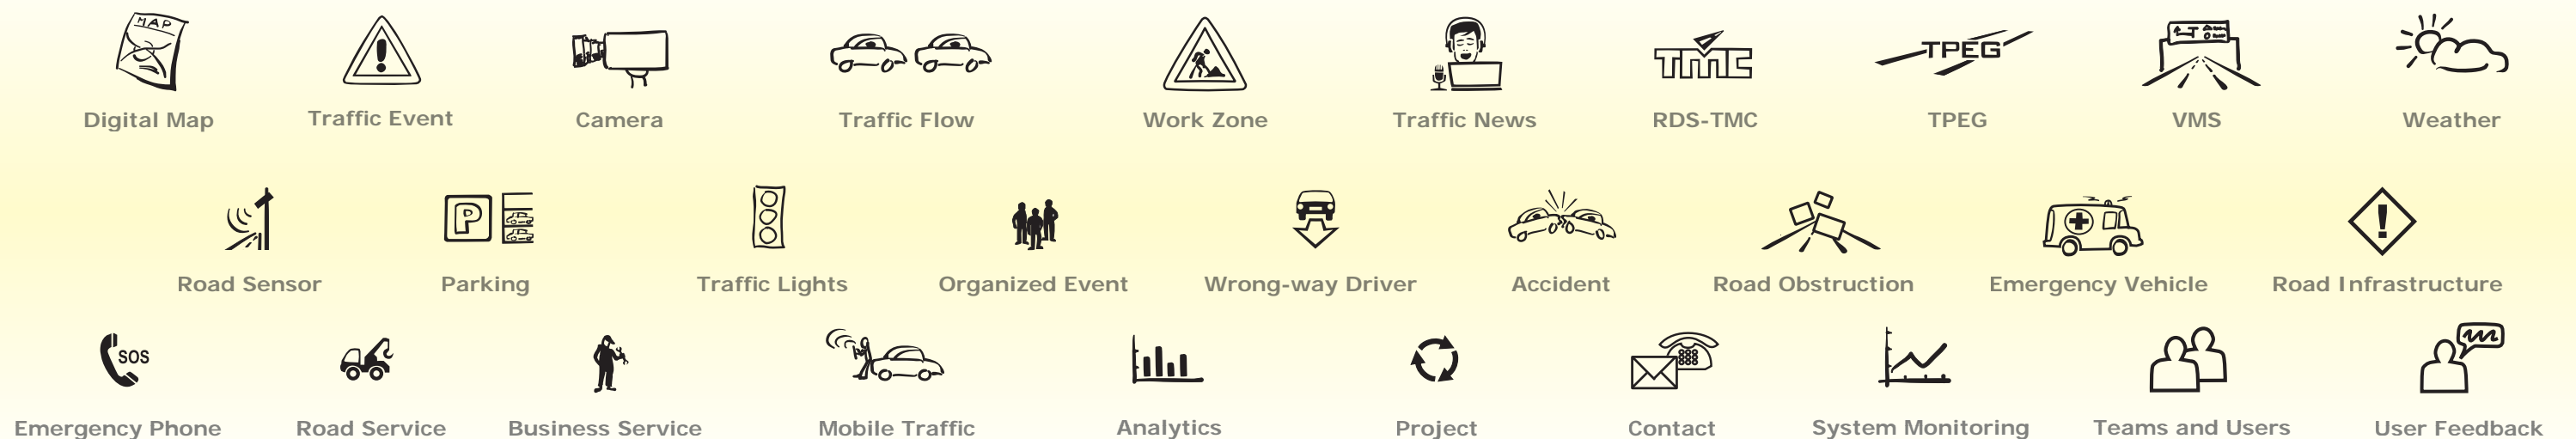 MAP
TMC
TPEG
Digital Map
Traffic Event
Camera
Traffic Flow
Work Zone
Traffic News
RDS-TMC
TPEG
VMS
Weather
P
Road Sensor
Parking
Traffic Lights
Organized Event
Wrong-way Driver
Accident
Road Obstruction
Emergency Vehicle
Road Infrastructure
SOS
Emergency Phone
Road Service
Business Service
Mobile Traffic
Analytics
Project
Contact
System Monitoring
Teams and Users
User Feedback